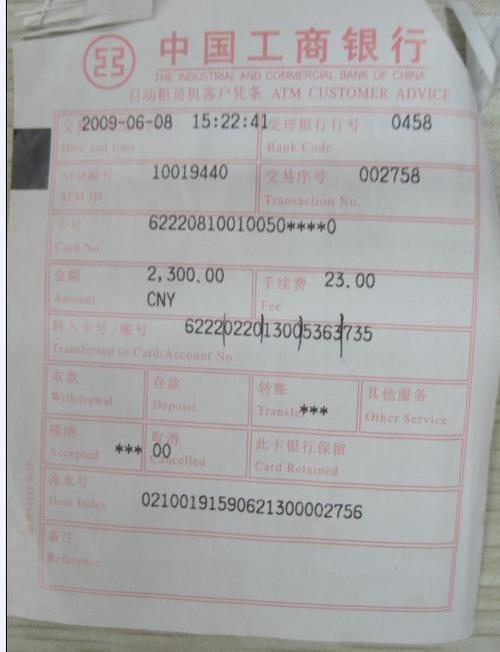 中国工商银行
THE INDUSTRIAL AND COMMERCIAL BANK OF CHINA
自动柜员机客户凭条 ATM CUSTOMER ADVICE
2009-06-08 15:22:41 受理银行行号 0458
Date and time Bank Code
ATM编号 10019440 交易序号 002758
ATM ID Transaction No.
卡号 62220810010050****0
Card No.
金额 2,300.00 手续费 23.00
Amount CNY Fee
转入卡号/账号 6222022013005363735
Transferred to Card/Account No.
取款 存款 转账 其他服务
Withdrawal Deposit Transfe*** Other Service
接纳 *** 00 取消 此卡银行保留
Accepted Cancelled Card Retained
流水号
Host Index 02100191590621300002756
备注
Reference